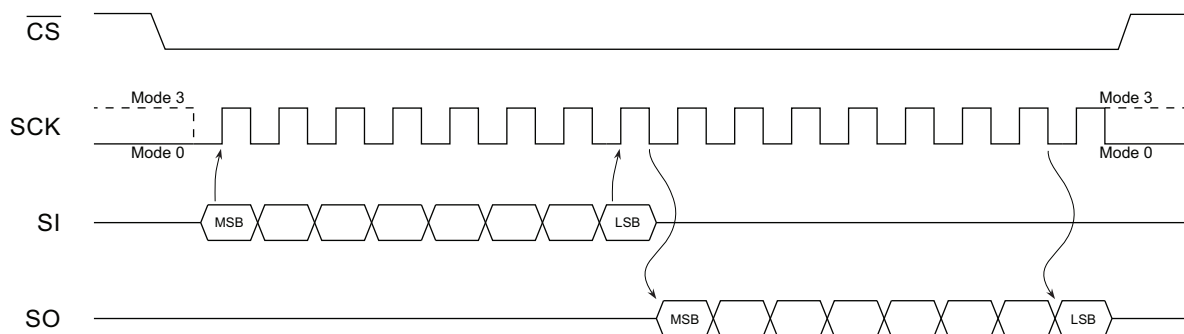 CS
Mode 3 Mode 3
SCK
Mode 0 Mode 0
SI MSB LSB
SO MSB LSB